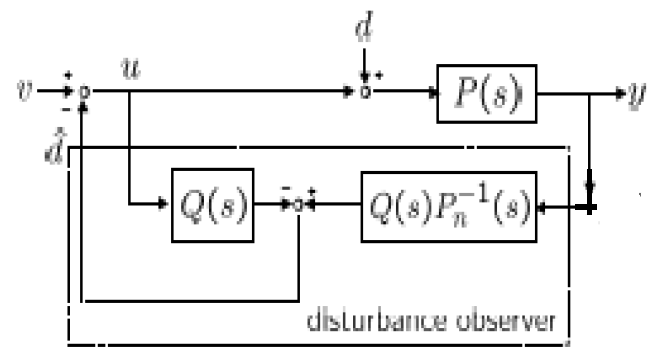 d
v
u
P(s)
y
d̂
Q(s)
Q(s)P_n^{-1}(s)
disturbance observer